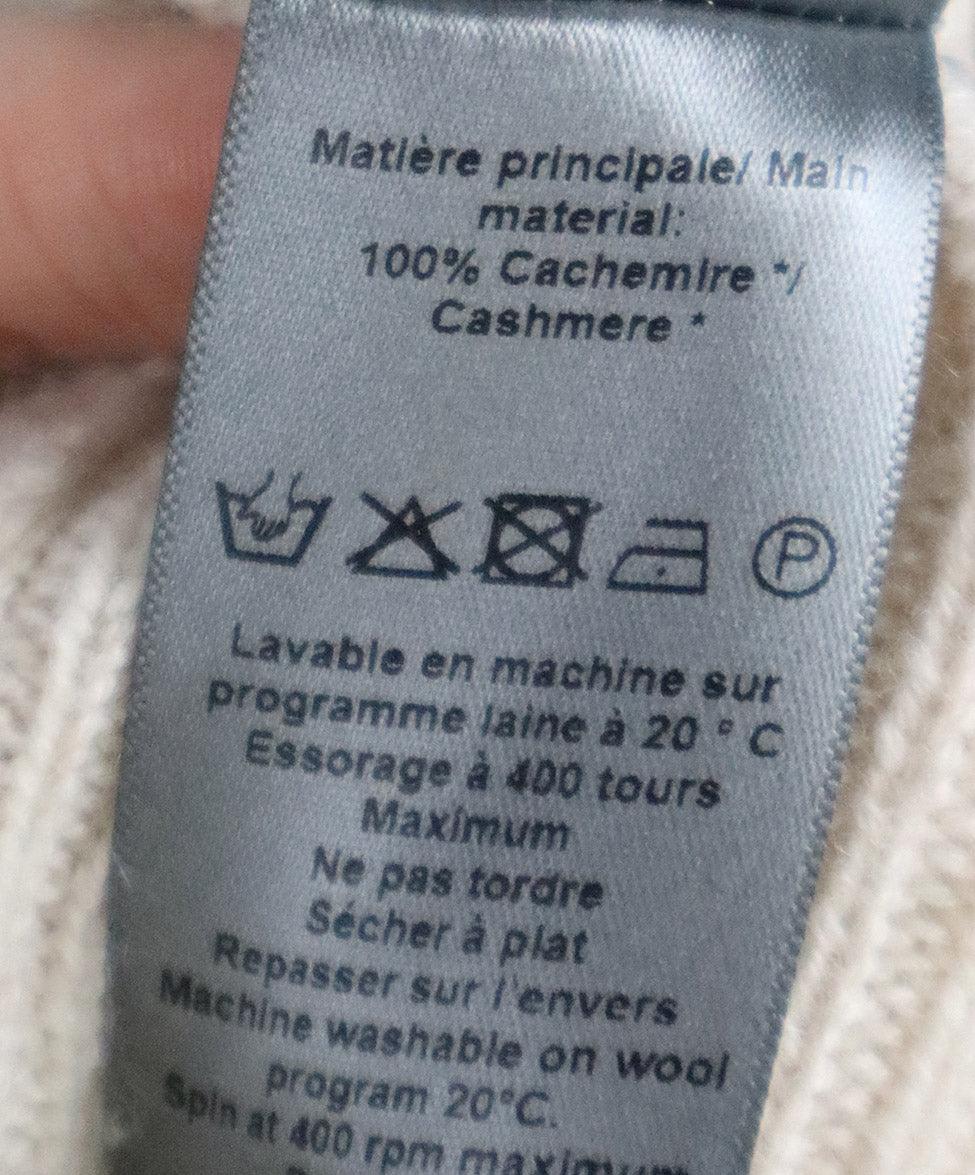 Matière principale/ Main
material:
100% Cachemire */
Cashmere *
P
Lavable en machine sur
programme laine à 20 ° C
Essorage à 400 tours
Maximum
Ne pas tordre
Sécher à plat
Repasser sur l'envers
Machine washable on wool
program 20°C.
Spin at 400 rpm maximum